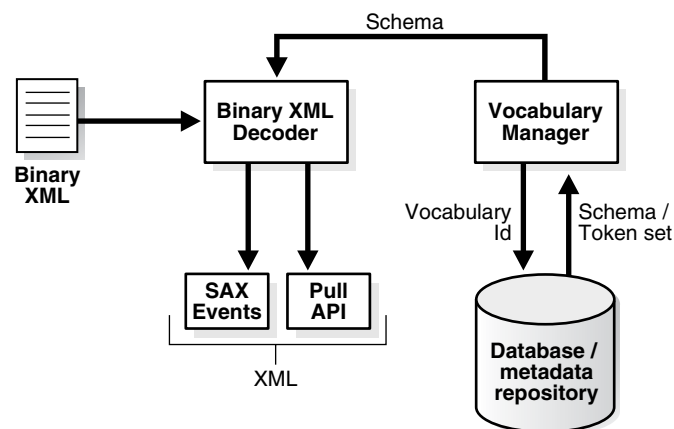 Schema
Binary XML
Decoder
Vocabulary
Manager
Binary
XML
Vocabulary
Id
Schema /
Token set
SAX
Events
Pull
API
XML
Database /
metadata
repository